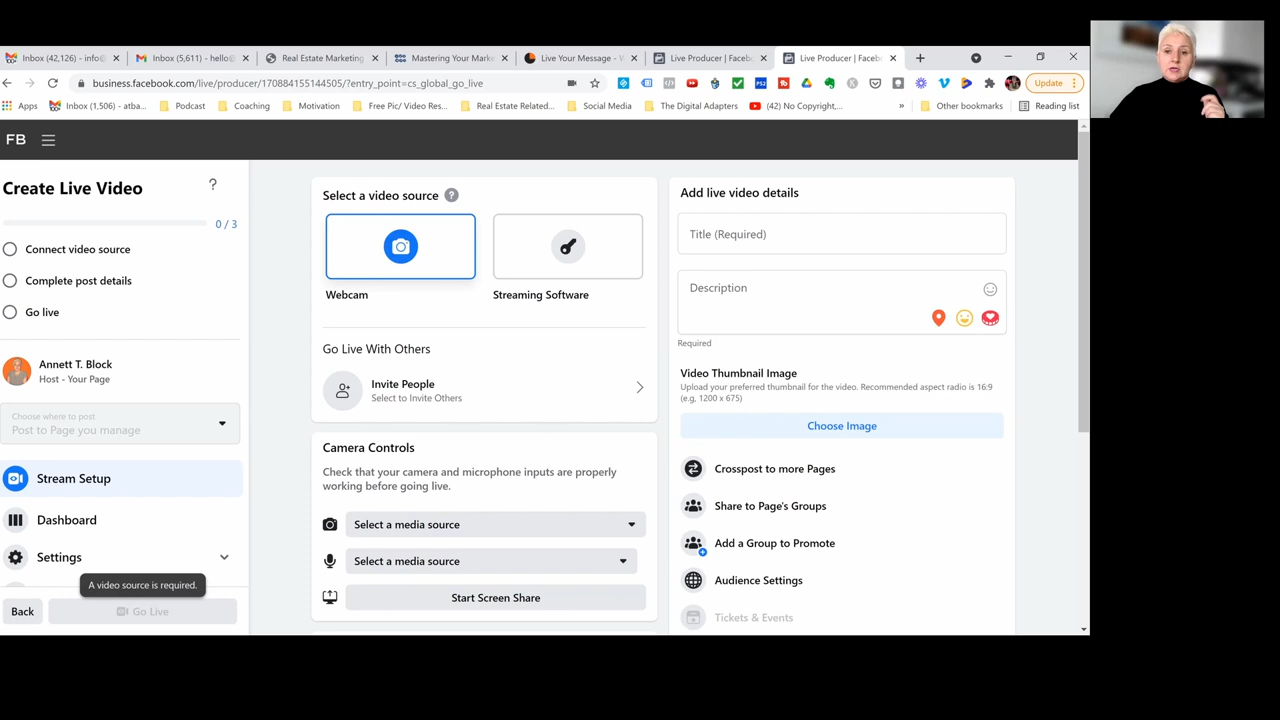 Inbox (42,126) - info@
Inbox (5,611) - hello@
Real Estate Marketing
Mastering Your Mark
Live Your Message - V
Live Producer | Faceb
Live Producer | Faceb
business.facebook.com/live/producer/170884155144505/?entry_point=cs_global_go_live
Update
Apps
Inbox (1,506) - atba...
Podcast
Coaching
Motivation
Free Pic/ Video Res...
Real Estate Related...
Social Media
The Digital Adapters
(42) No Copyright,...
»
Other bookmarks
Reading list
FB
Create Live Video
?
0 / 3
Connect video source
Complete post details
Go live
Annett T. Block
Host - Your Page
Choose where to post
Post to Page you manage
Stream Setup
Dashboard
Settings
A video source is required.
Back
Go Live
Select a video source ?
Webcam
Streaming Software
Go Live With Others
Invite People
Select to Invite Others
Camera Controls
Check that your camera and microphone inputs are properly
working before going live.
Select a media source
Select a media source
Start Screen Share
Add live video details
Title (Required)
Description
Required
Video Thumbnail Image
Upload your preferred thumbnail for the video. Recommended aspect radio is 16:9
(e.g, 1200 x 675)
Choose Image
Crosspost to more Pages
Share to Page's Groups
Add a Group to Promote
Audience Settings
Tickets & Events